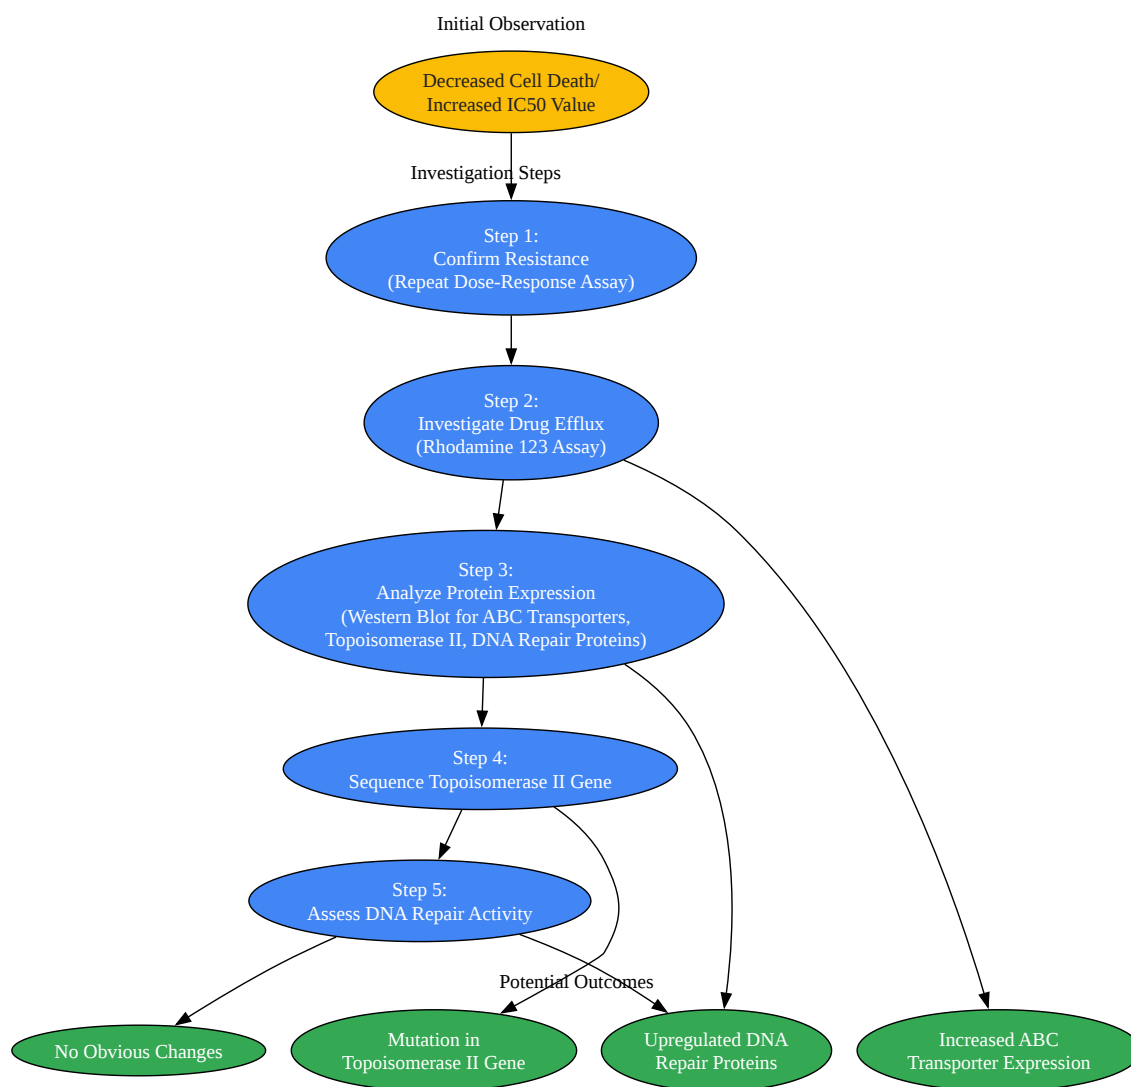 Initial Observation
Decreased Cell Death/
Increased IC50 Value
Investigation Steps
Step 1:
Confirm Resistance
(Repeat Dose-Response Assay)
Step 2:
Investigate Drug Efflux
(Rhodamine 123 Assay)
Step 3:
Analyze Protein Expression
(Western Blot for ABC Transporters,
Topoisomerase II, DNA Repair Proteins)
Step 4:
Sequence Topoisomerase II Gene
Step 5:
Assess DNA Repair Activity
Potential Outcomes
No Obvious Changes
Mutation in
Topoisomerase II Gene
Upregulated DNA
Repair Proteins
Increased ABC
Transporter Expression